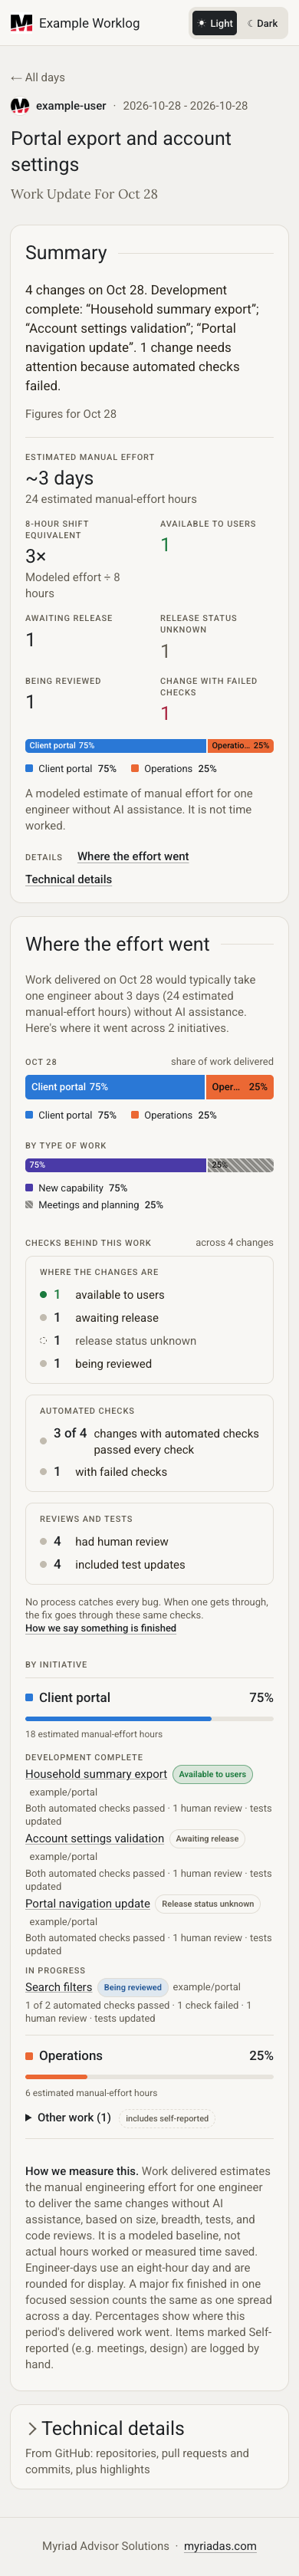 Example Worklog
☀ Light
☾ Dark
← All days
example-user · 2026-10-28 - 2026-10-28
Portal export and account
settings
Work Update For Oct 28
Summary
4 changes on Oct 28. Development
complete: “Household summary export”;
“Account settings validation”; “Portal
navigation update”. 1 change needs
attention because automated checks
failed.
Figures for Oct 28
ESTIMATED MANUAL EFFORT
~3 days
24 estimated manual-effort hours
8-HOUR SHIFT
EQUIVALENT
3×
Modeled effort ÷ 8
hours
AVAILABLE TO USERS
1
AWAITING RELEASE
1
RELEASE STATUS
UNKNOWN
1
BEING REVIEWED
1
CHANGE WITH FAILED
CHECKS
1
Client portal 75%
Operatio… 25%
Client portal 75%
Operations 25%
A modeled estimate of manual effort for one
engineer without AI assistance. It is not time
worked.
DETAILS
Where the effort went
Technical details
Where the effort went
Work delivered on Oct 28 would typically take
one engineer about 3 days (24 estimated
manual-effort hours) without AI assistance.
Here's where it went across 2 initiatives.
OCT 28
share of work delivered
Client portal 75%
Oper… 25%
Client portal 75%
Operations 25%
BY TYPE OF WORK
75%
25%
New capability 75%
Meetings and planning 25%
CHECKS BEHIND THIS WORK
across 4 changes
WHERE THE CHANGES ARE
1 available to users
1 awaiting release
1 release status unknown
1 being reviewed
AUTOMATED CHECKS
3 of 4 changes with automated checks
passed every check
1 with failed checks
REVIEWS AND TESTS
4 had human review
4 included test updates
No process catches every bug. When one gets through,
the fix goes through these same checks.
How we say something is finished
BY INITIATIVE
Client portal 75%
18 estimated manual-effort hours
DEVELOPMENT COMPLETE
Household summary export Available to users
example/portal
Both automated checks passed · 1 human review · tests
updated
Account settings validation Awaiting release
example/portal
Both automated checks passed · 1 human review · tests
updated
Portal navigation update Release status unknown
example/portal
Both automated checks passed · 1 human review · tests
updated
IN PROGRESS
Search filters Being reviewed example/portal
1 of 2 automated checks passed · 1 check failed · 1
human review · tests updated
Operations 25%
6 estimated manual-effort hours
▶ Other work (1) includes self-reported
How we measure this. Work delivered estimates
the manual engineering effort for one engineer
to deliver the same changes without AI
assistance, based on size, breadth, tests, and
code reviews. It is a modeled baseline, not
actual hours worked or measured time saved.
Engineer-days use an eight-hour day and are
rounded for display. A major fix finished in one
focused session counts the same as one spread
across a day. Percentages show where this
period's delivered work went. Items marked Self-
reported (e.g. meetings, design) are logged by
hand.
Technical details
From GitHub: repositories, pull requests and
commits, plus highlights
Myriad Advisor Solutions · myriadas.com